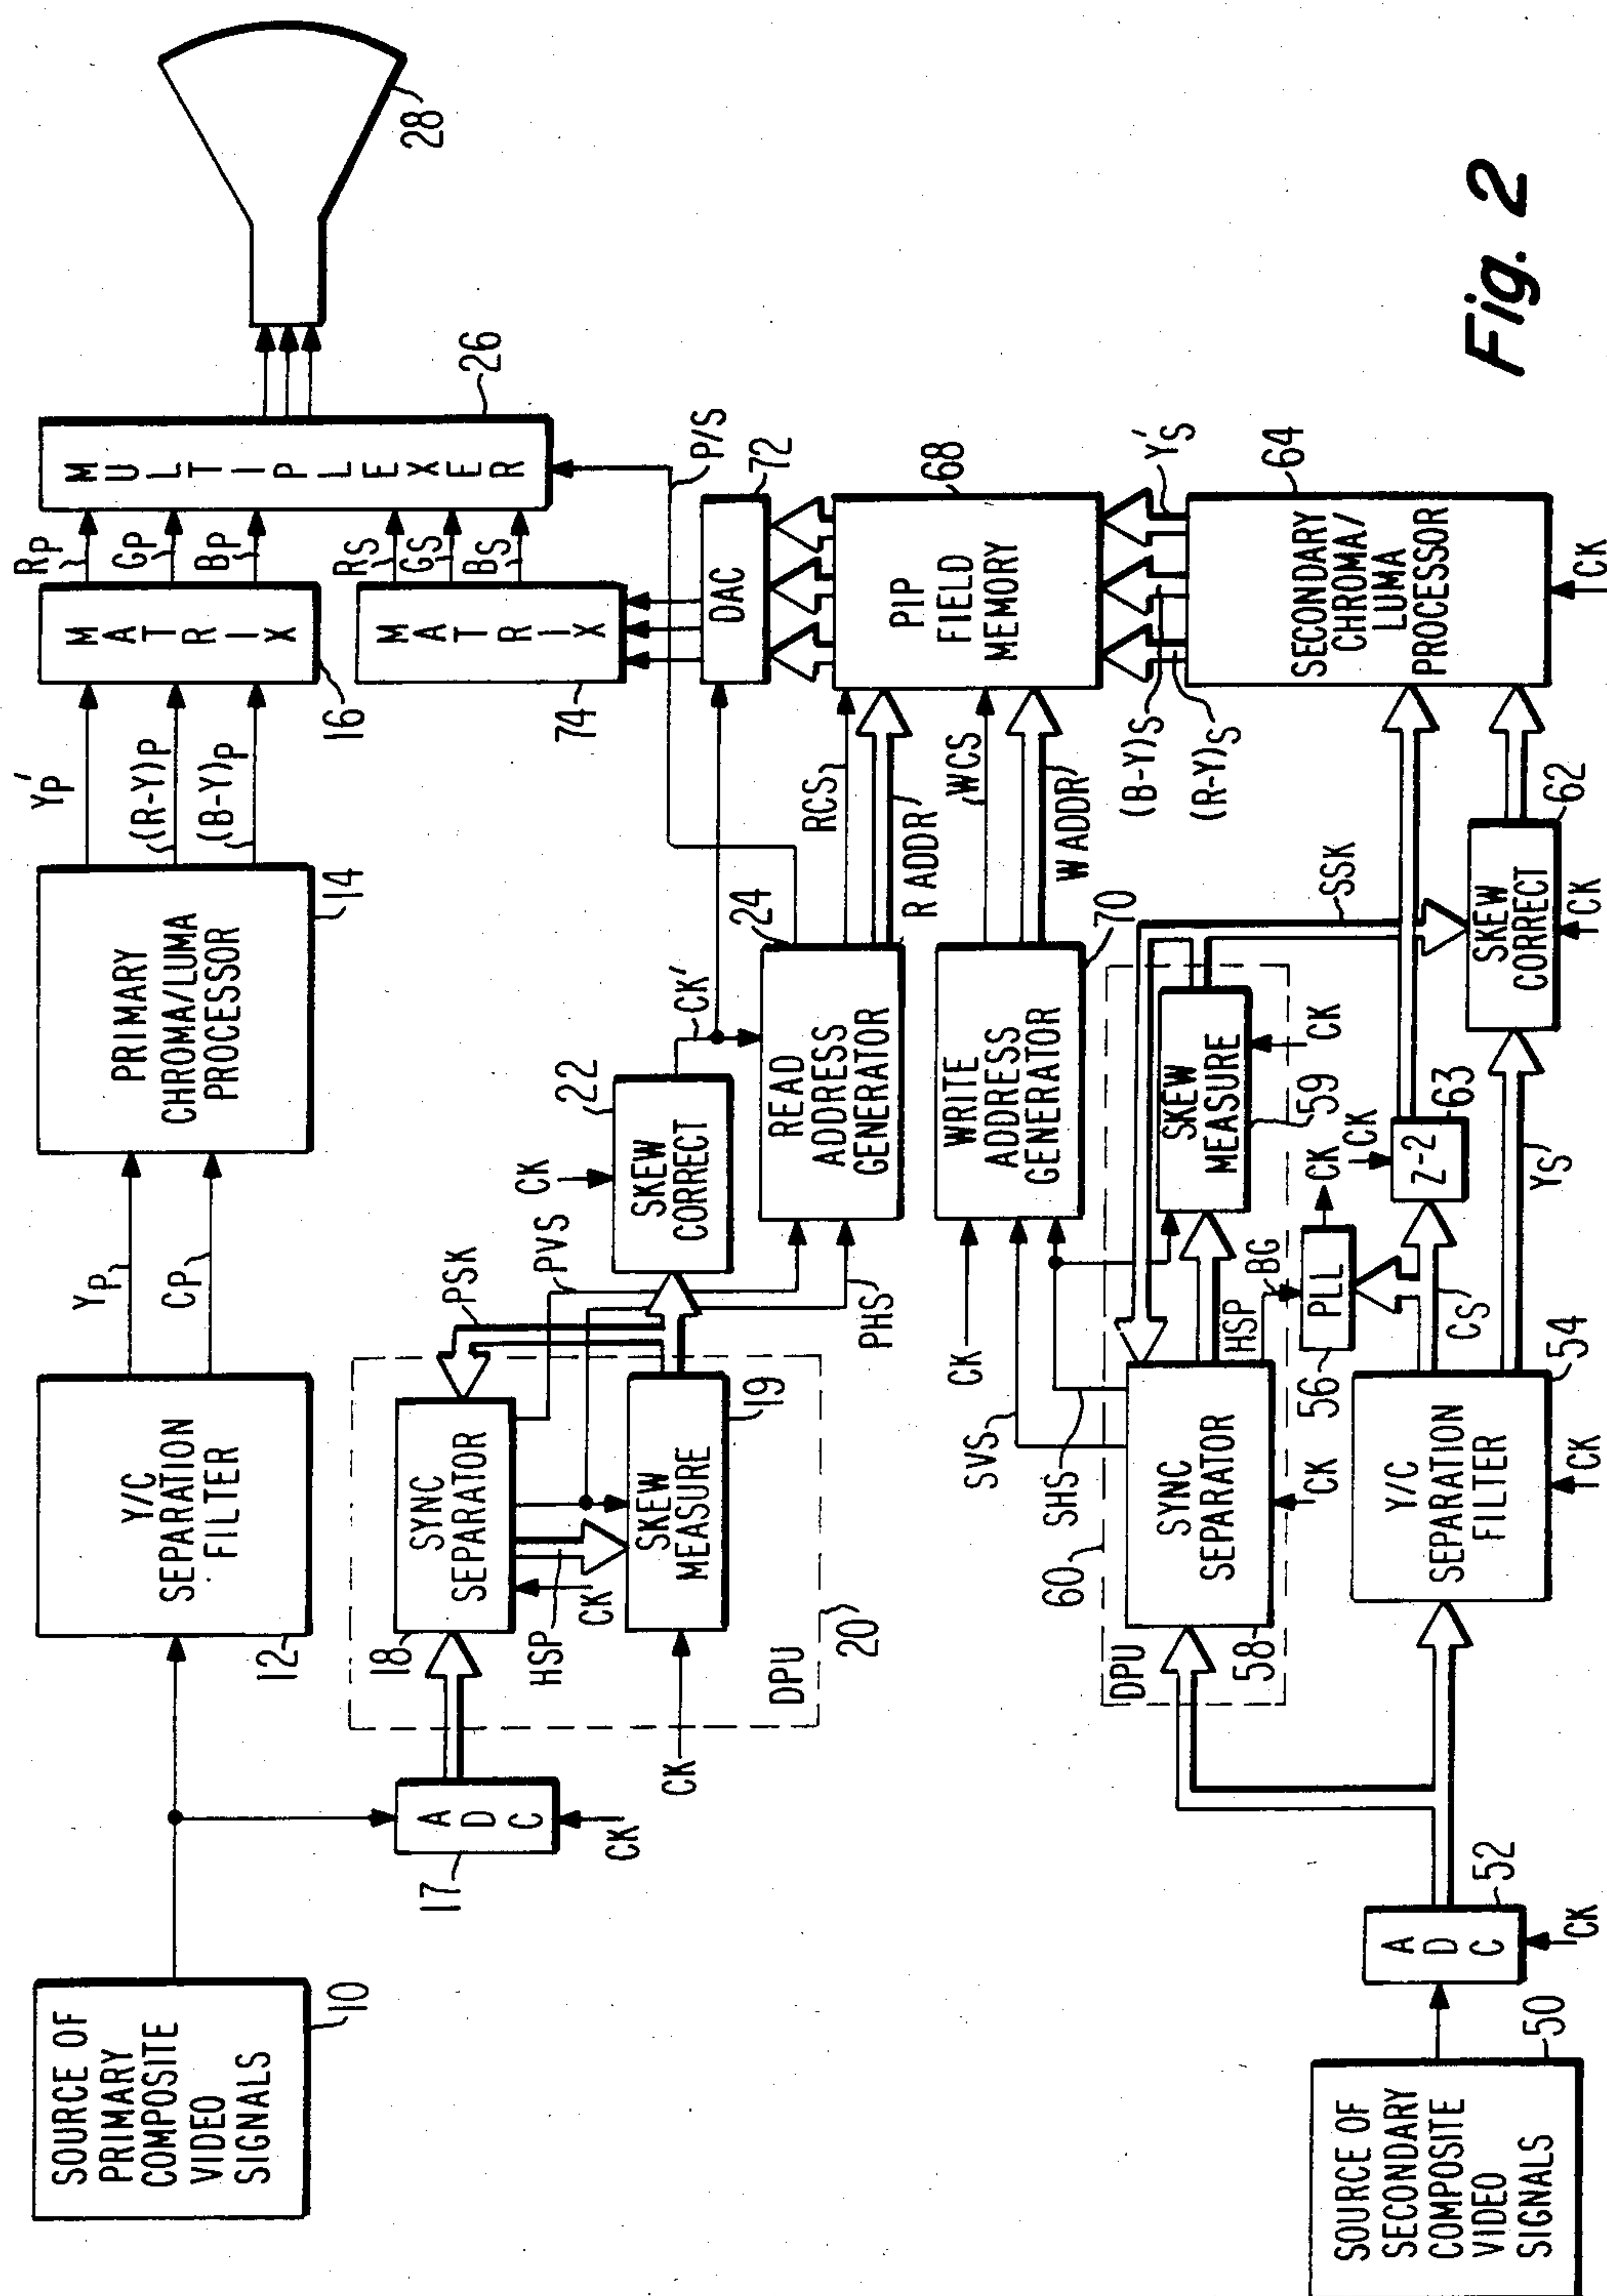 SOURCE OF
PRIMARY
COMPOSITE
VIDEO
SIGNALS
10
Y/C
SEPARATION
FILTER
12
YP
CP
PRIMARY
CHROMA/LUMA
PROCESSOR
14
YP'
(R-Y)P
(B-Y)P
MATRIX
16
RP
GP
BP
MULTIPLEXER
26
28
ADC
17
CK
SYNC
SEPARATOR
18
HSP
CK
SKEW
MEASURE
19
CK
DPU
20
PSK
PVS
PHS
CK
SKEW
CORRECT
22
CK'
READ
ADDRESS
GENERATOR
24
RCS
R ADDR
P/S
MATRIX
74
RS
GS
BS
DAC
72
PIP
FIELD
MEMORY
68
WRITE
ADDRESS
GENERATOR
70
WCS
W ADDR
CK
SVS
SHS
60
DPU
SYNC
SEPARATOR
58
CK
HSP
BG
SKEW
MEASURE
59
CK
SSK
PLL
56
CK
Z-2
63
CK
SKEW
CORRECT
62
CK
SECONDARY
CHROMA/
LUMA
PROCESSOR
64
CK
Y'S
(B-Y)S
(R-Y)S
SOURCE OF
SECONDARY
COMPOSITE
VIDEO
SIGNALS
50
ADC
52
CK
Y/C
SEPARATION
FILTER
54
CK
CS
YS
Fig. 2